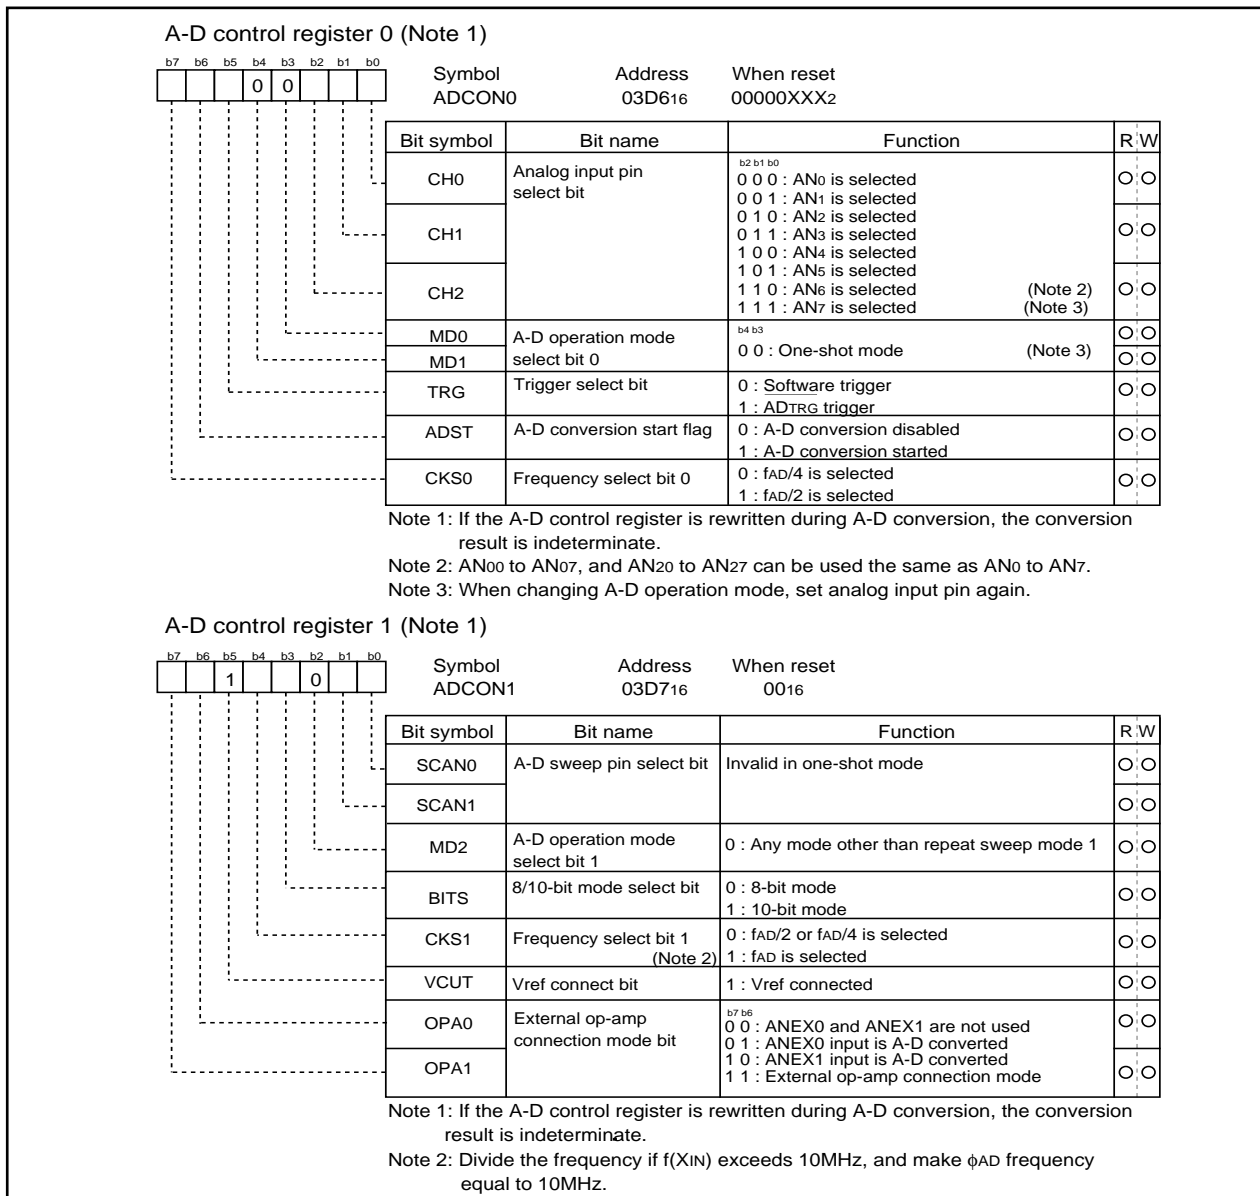 A-D control register 0 (Note 1)
b7 b6 b5 b4 b3 b2 b1 b0
0 0
Symbol Address When reset
ADCON0 03D616 00000XXX2
Bit symbol Bit name Function R W
CH0 Analog input pin select bit
b2 b1 b0
0 0 0 : AN0 is selected
0 0 1 : AN1 is selected
0 1 0 : AN2 is selected
CH1 0 1 1 : AN3 is selected
1 0 0 : AN4 is selected
1 0 1 : AN5 is selected
CH2 1 1 0 : AN6 is selected (Note 2)
1 1 1 : AN7 is selected (Note 3)
MD0 A-D operation mode
MD1 select bit 0
b4 b3
0 0 : One-shot mode (Note 3)
TRG Trigger select bit 0 : Software trigger
1 : ADTRG trigger
ADST A-D conversion start flag 0 : A-D conversion disabled
1 : A-D conversion started
CKS0 Frequency select bit 0 0 : fAD/4 is selected
1 : fAD/2 is selected
Note 1: If the A-D control register is rewritten during A-D conversion, the conversion
result is indeterminate.
Note 2: AN00 to AN07, and AN20 to AN27 can be used the same as AN0 to AN7.
Note 3: When changing A-D operation mode, set analog input pin again.
A-D control register 1 (Note 1)
b7 b6 b5 b4 b3 b2 b1 b0
1 0
Symbol Address When reset
ADCON1 03D716 0016
Bit symbol Bit name Function R W
SCAN0 A-D sweep pin select bit Invalid in one-shot mode
SCAN1
MD2 A-D operation mode
select bit 1
0 : Any mode other than repeat sweep mode 1
BITS 8/10-bit mode select bit 0 : 8-bit mode
1 : 10-bit mode
CKS1 Frequency select bit 1
(Note 2)
0 : fAD/2 or fAD/4 is selected
1 : fAD is selected
VCUT Vref connect bit 1 : Vref connected
OPA0 External op-amp
connection mode bit
b7 b6
0 0 : ANEX0 and ANEX1 are not used
0 1 : ANEX0 input is A-D converted
1 0 : ANEX1 input is A-D converted
OPA1 1 1 : External op-amp connection mode
Note 1: If the A-D control register is rewritten during A-D conversion, the conversion
result is indeterminate.
Note 2: Divide the frequency if f(XIN) exceeds 10MHz, and make ϕAD frequency
equal to 10MHz.